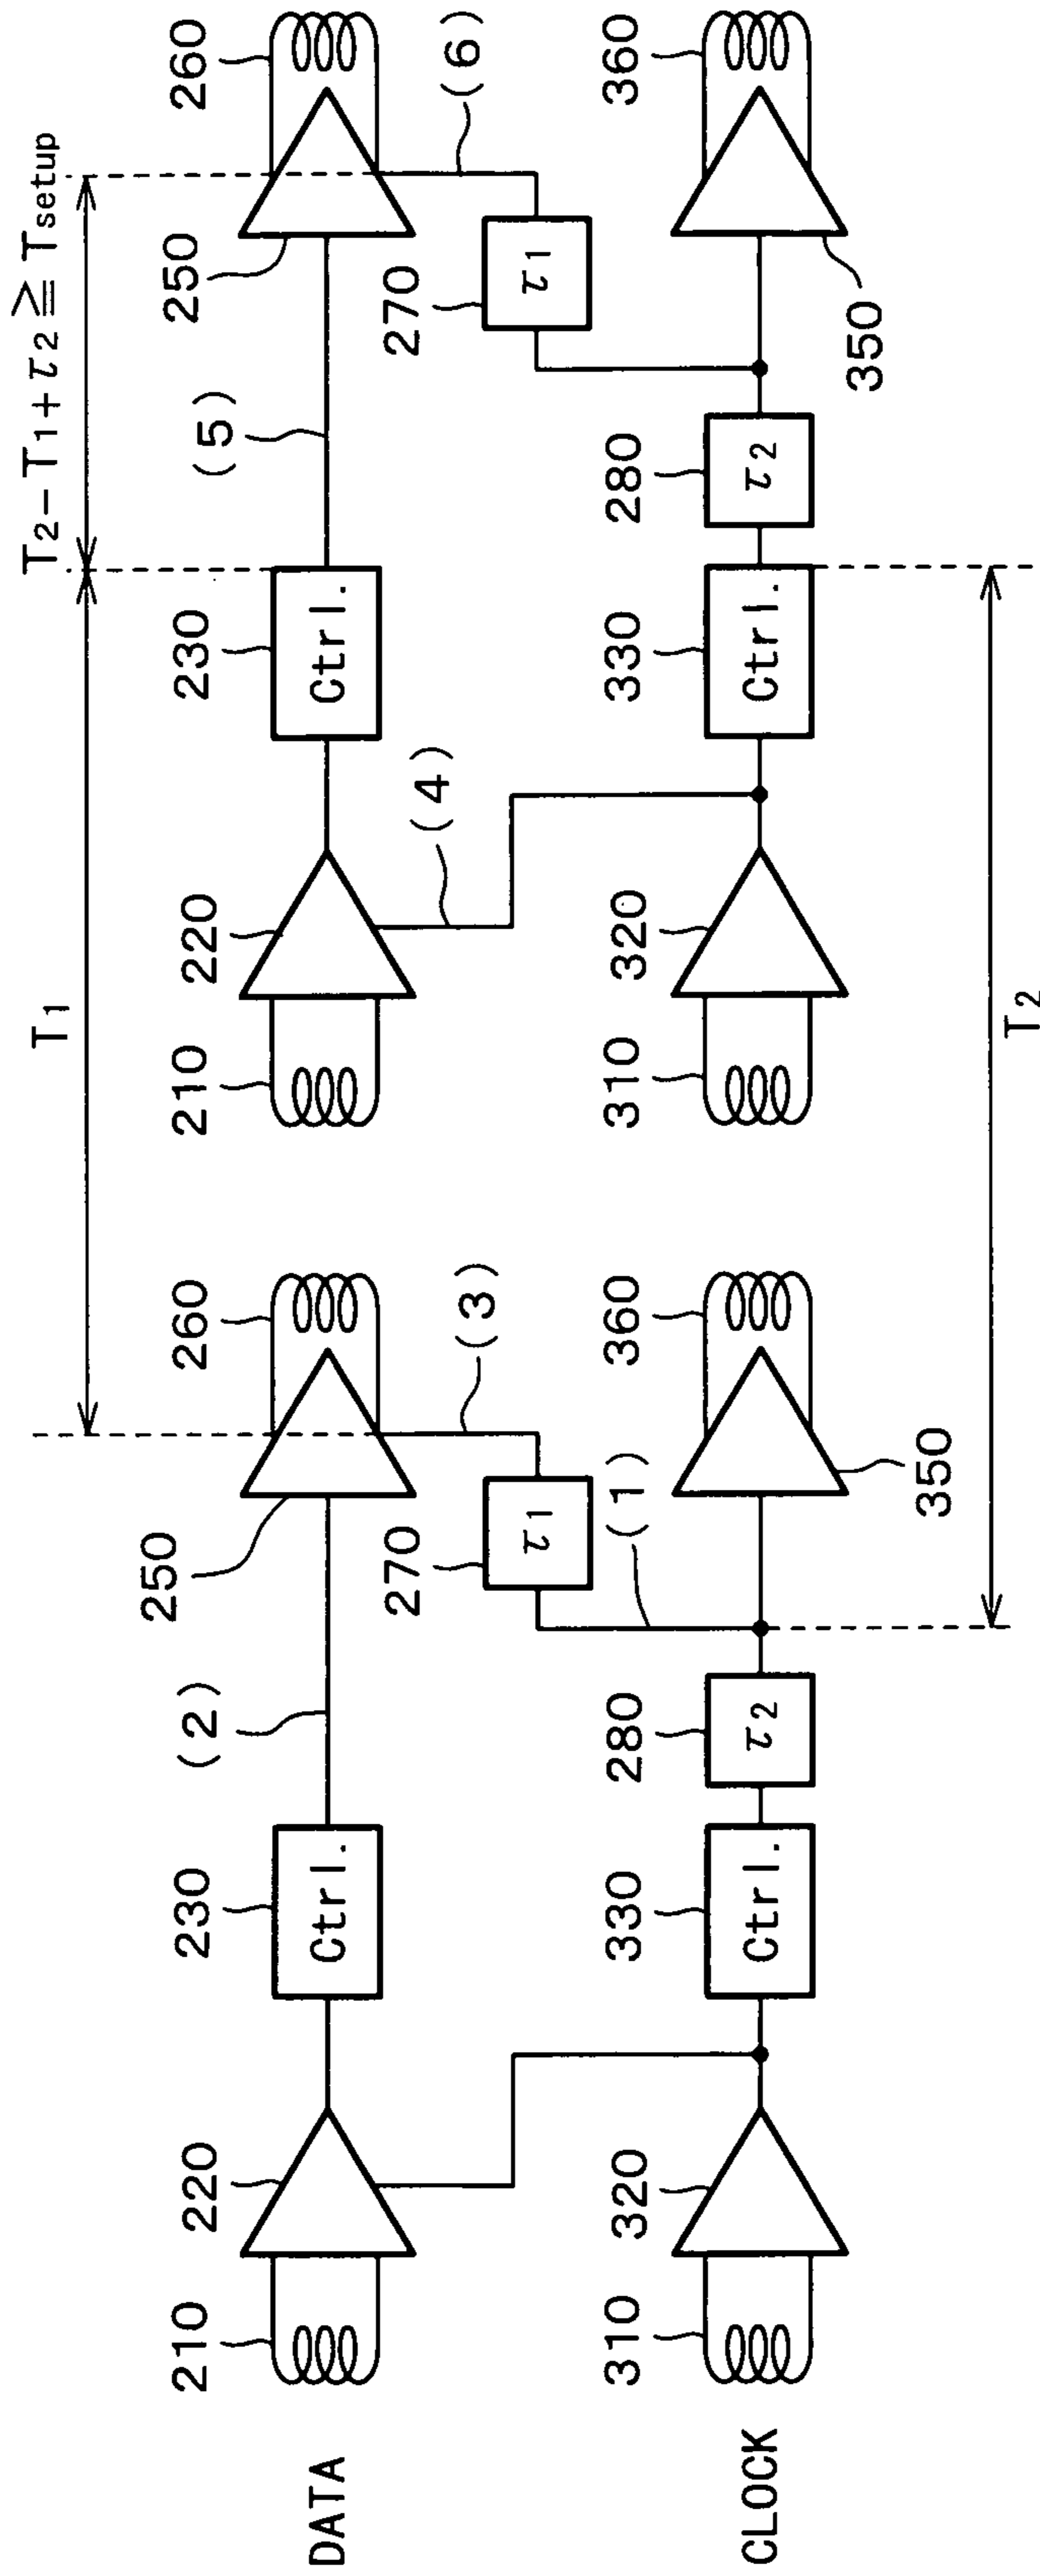 T₂−T₁+τ₂≧Tsetup
T₁
DATA
210
220
230
(2)
250
260
270
τ₁
(3)
210
220
230
(5)
250
260
270
τ₁
(6)
Ctrl.
Ctrl.
(1)
(4)
CLOCK
310
320
330
280
350
360
310
320
330
280
350
360
Ctrl.
τ₂
Ctrl.
τ₂
T₂